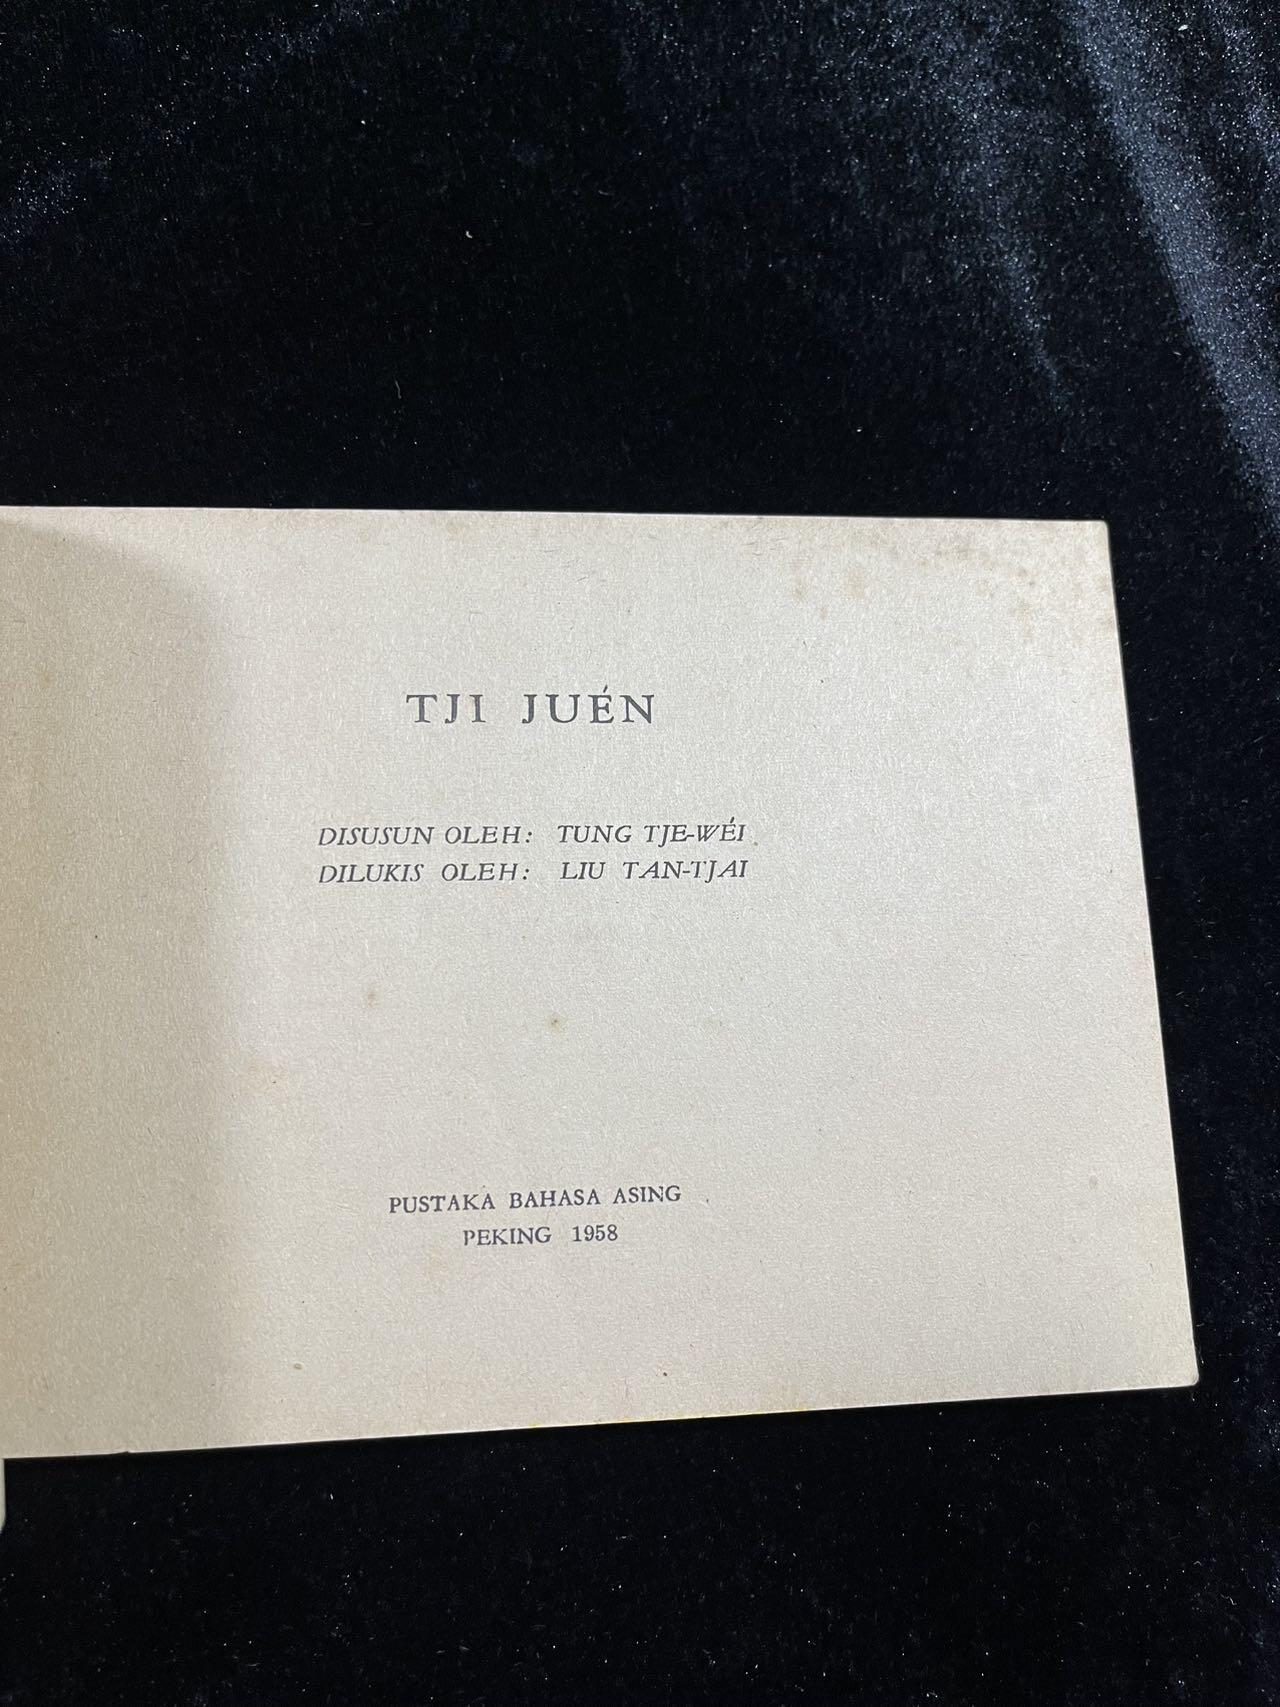 TJI JUÉN
DISUSUN OLEH: TUNG TJE-WÉI
DILUKIS OLEH: LIU TAN-TJAI
PUSTAKA BAHASA ASING
PEKING 1958